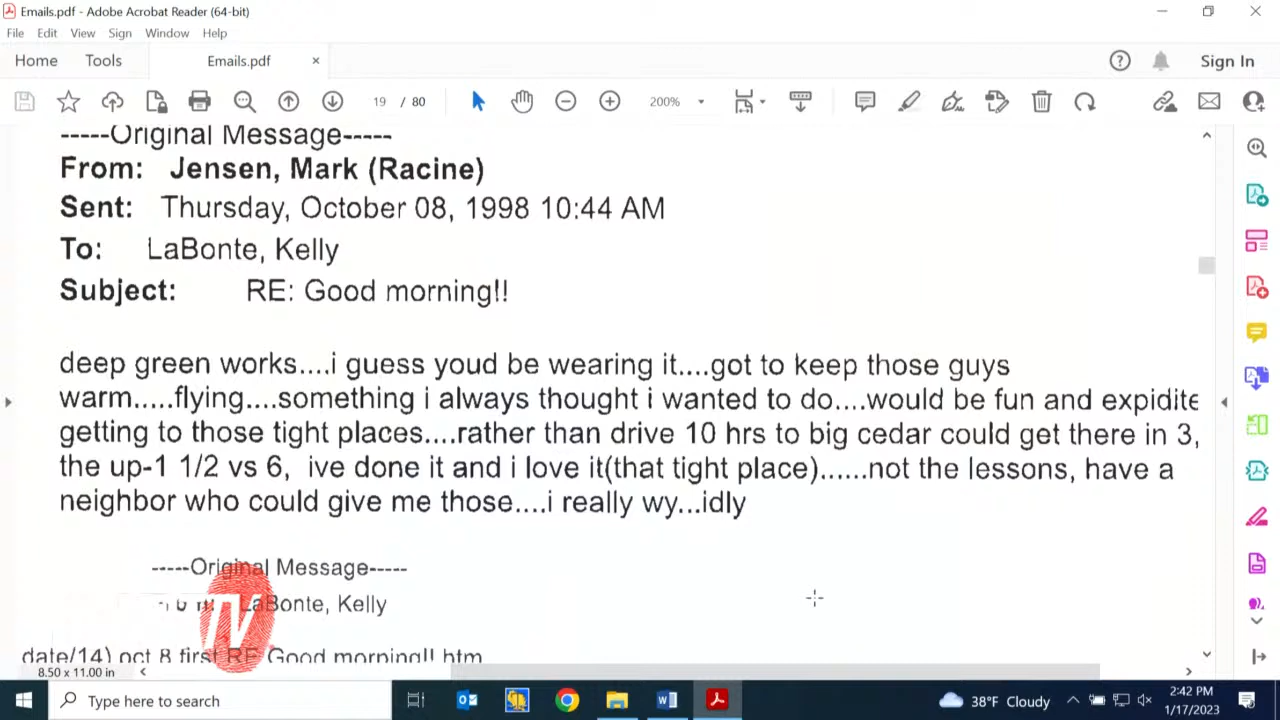 Emails.pdf - Adobe Acrobat Reader (64-bit)
File Edit View Sign Window Help
Home Tools Emails.pdf × Sign In
19 / 80 200%
-----Original Message-----
From: Jensen, Mark (Racine)
Sent: Thursday, October 08, 1998 10:44 AM
To: LaBonte, Kelly
Subject: RE: Good morning!!
deep green works....i guess youd be wearing it....got to keep those guys
warm.....flying....something i always thought i wanted to do....would be fun and expidite
getting to those tight places....rather than drive 10 hrs to big cedar could get there in 3,
the up-1 1/2 vs 6, ive done it and i love it(that tight place)......not the lessons, have a
neighbor who could give me those....i really wy...idly
-----Original Message-----
LaBonte, Kelly
TV
date/14) oct 8 first RE Good morning!! htm
8.50 x 11.00 in
Type here to search
38°F Cloudy
2:42 PM
1/17/2023